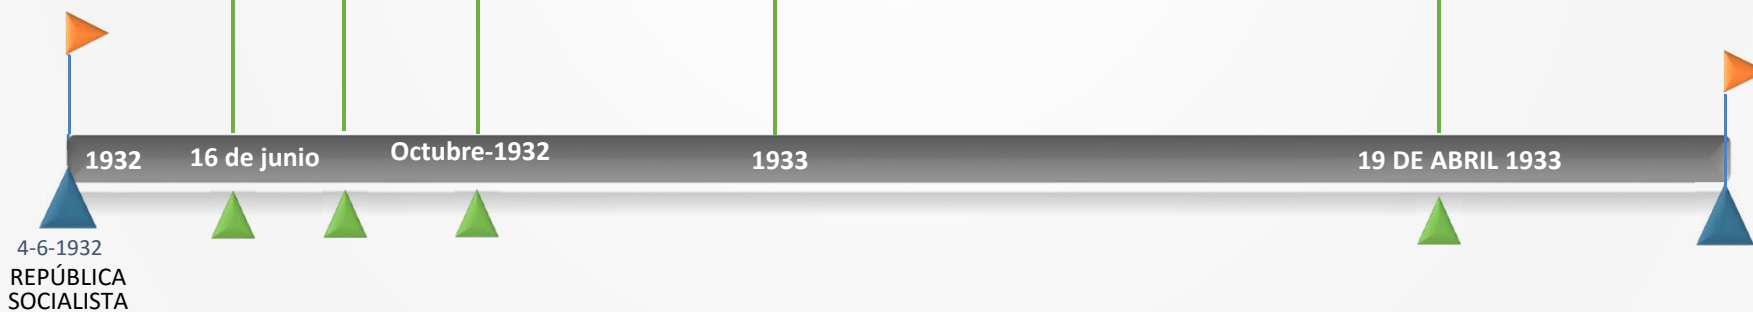 1932
16 de junio
Octubre-1932
1933
19 DE ABRIL 1933
4-6-1932
REPÚBLICA
SOCIALISTA